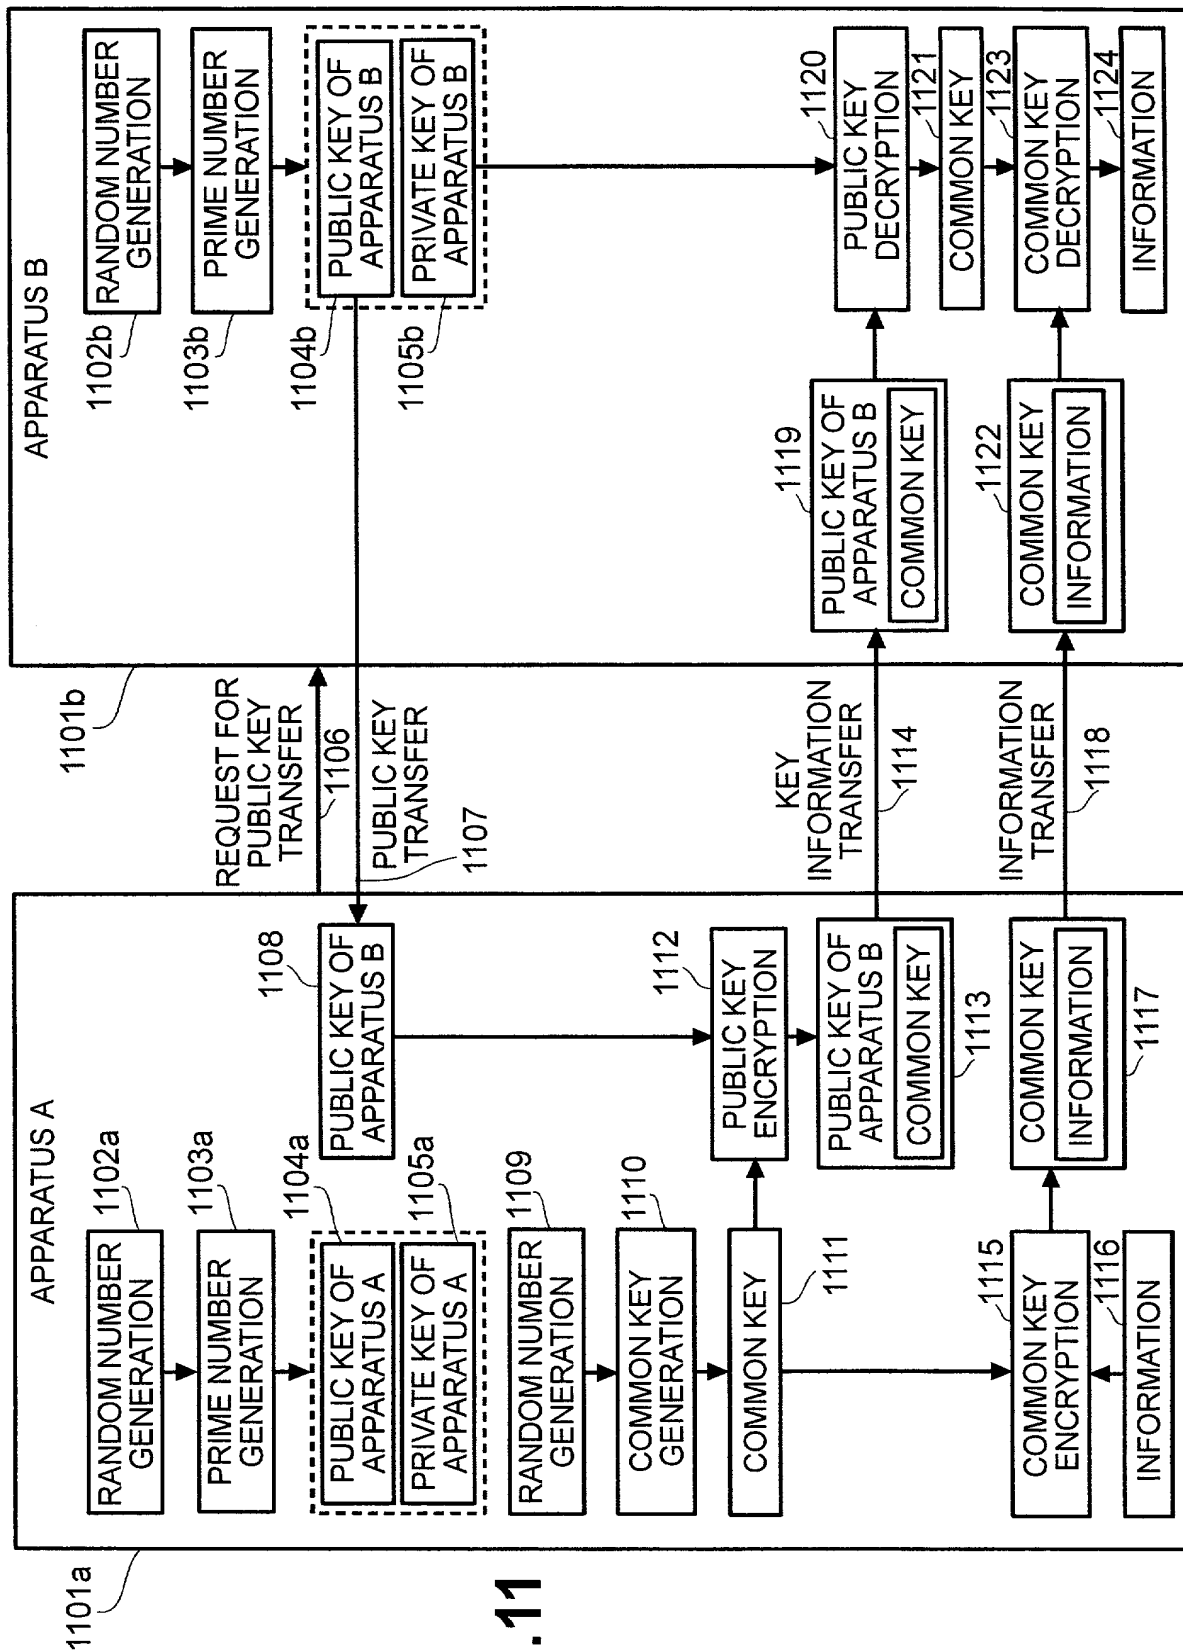 .11
1101a
APPARATUS A
RANDOM NUMBER
GENERATION
1102a
PRIME NUMBER
GENERATION
1103a
PUBLIC KEY OF
APPARATUS A
1104a
PRIVATE KEY OF
APPARATUS A
1105a
RANDOM NUMBER
GENERATION
1109
COMMON KEY
GENERATION
1110
COMMON KEY
1111
COMMON KEY
ENCRYPTION
1115
INFORMATION
1116
1108
PUBLIC KEY OF
APPARATUS B
1112
PUBLIC KEY
ENCRYPTION
PUBLIC KEY OF
APPARATUS B
COMMON KEY
1113
COMMON KEY
INFORMATION
1117
REQUEST FOR
PUBLIC KEY
TRANSFER
1106
PUBLIC KEY
TRANSFER
1107
KEY
INFORMATION
TRANSFER
1114
INFORMATION
TRANSFER
1118
1101b
APPARATUS B
RANDOM NUMBER
GENERATION
1102b
PRIME NUMBER
GENERATION
1103b
PUBLIC KEY OF
APPARATUS B
1104b
PRIVATE KEY OF
APPARATUS B
1105b
1119
PUBLIC KEY OF
APPARATUS B
COMMON KEY
1122
COMMON KEY
INFORMATION
PUBLIC KEY
DECRYPTION
1120
COMMON KEY
1121
COMMON KEY
DECRYPTION
1123
INFORMATION
1124